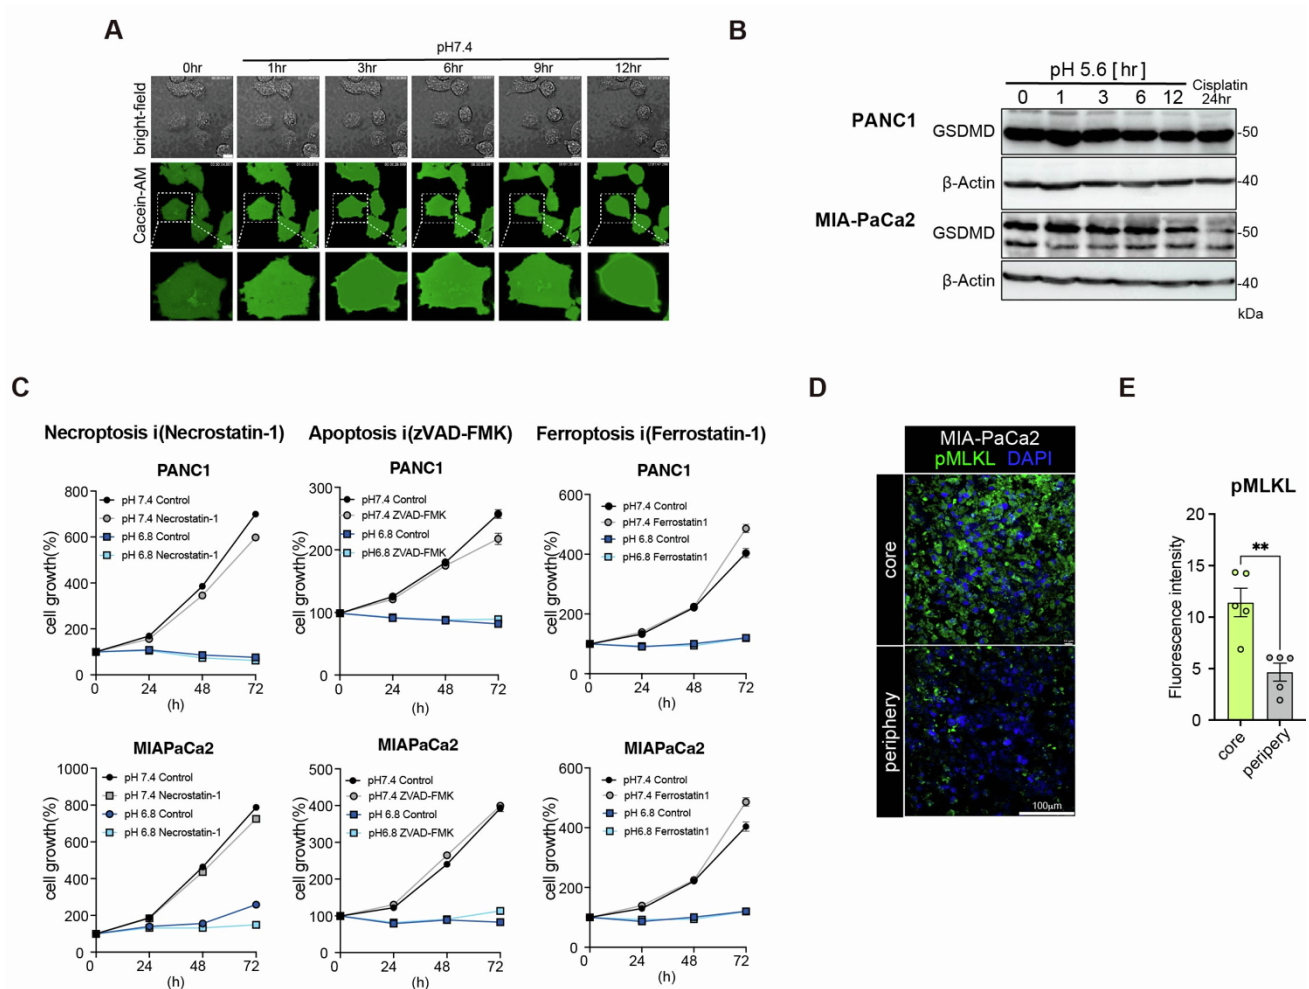 A
pH7.4
0hr 1hr 3hr 6hr 9hr 12hr
bright-field
Cacein-AM
B
pH 5.6 [hr]
Cisplatin
0 1 3 6 12 24hr
PANC1
GSDMD
-50
β-Actin
-40
MIA-PaCa2
GSDMD
-50
β-Actin
-40
kDa
C
Necroptosis i(Necrostatin-1)
PANC1
800
600
400
200
0
cell growth(%)
pH 7.4 Control
pH 7.4 Necrostatin-1
pH 6.8 Control
pH 6.8 Necrostatin-1
0 24 48 72
(h)
Apoptosis i(zVAD-FMK)
PANC1
300
200
100
0
cell growth(%)
pH7.4 Control
pH7.4 ZVAD-FMK
pH 6.8 Control
pH6.8 ZVAD-FMK
0 24 48 72
(h)
Ferroptosis i(Ferrostatin-1)
PANC1
600
400
200
0
cell growth(%)
pH7.4 Control
pH7.4 Ferrostatin1
pH 6.8 Control
pH6.8 Ferrostatin1
0 24 48 72
(h)
MIAPaCa2
1000
800
600
400
200
0
cell growth(%)
pH 7.4 Control
pH 7.4 Necrostatin-1
pH 6.8 Control
pH 6.8 Necrostatin-1
0 24 48 72
(h)
MIAPaCa2
500
400
300
200
100
0
cell growth(%)
pH7.4 Control
pH7.4 ZVAD-FMK
pH 6.8 Control
pH6.8 ZVAD-FMK
0 24 48 72
(h)
MIAPaCa2
600
400
200
0
cell growth(%)
pH7.4 Control
pH7.4 Ferrostatin1
pH 6.8 Control
pH6.8 Ferrostatin1
0 24 48 72
(h)
D
MIA-PaCa2
pMLKL DAPI
core
periphery
100μm
E
pMLKL
20
15
10
5
0
Fluorescence intensity
**
core
peripery